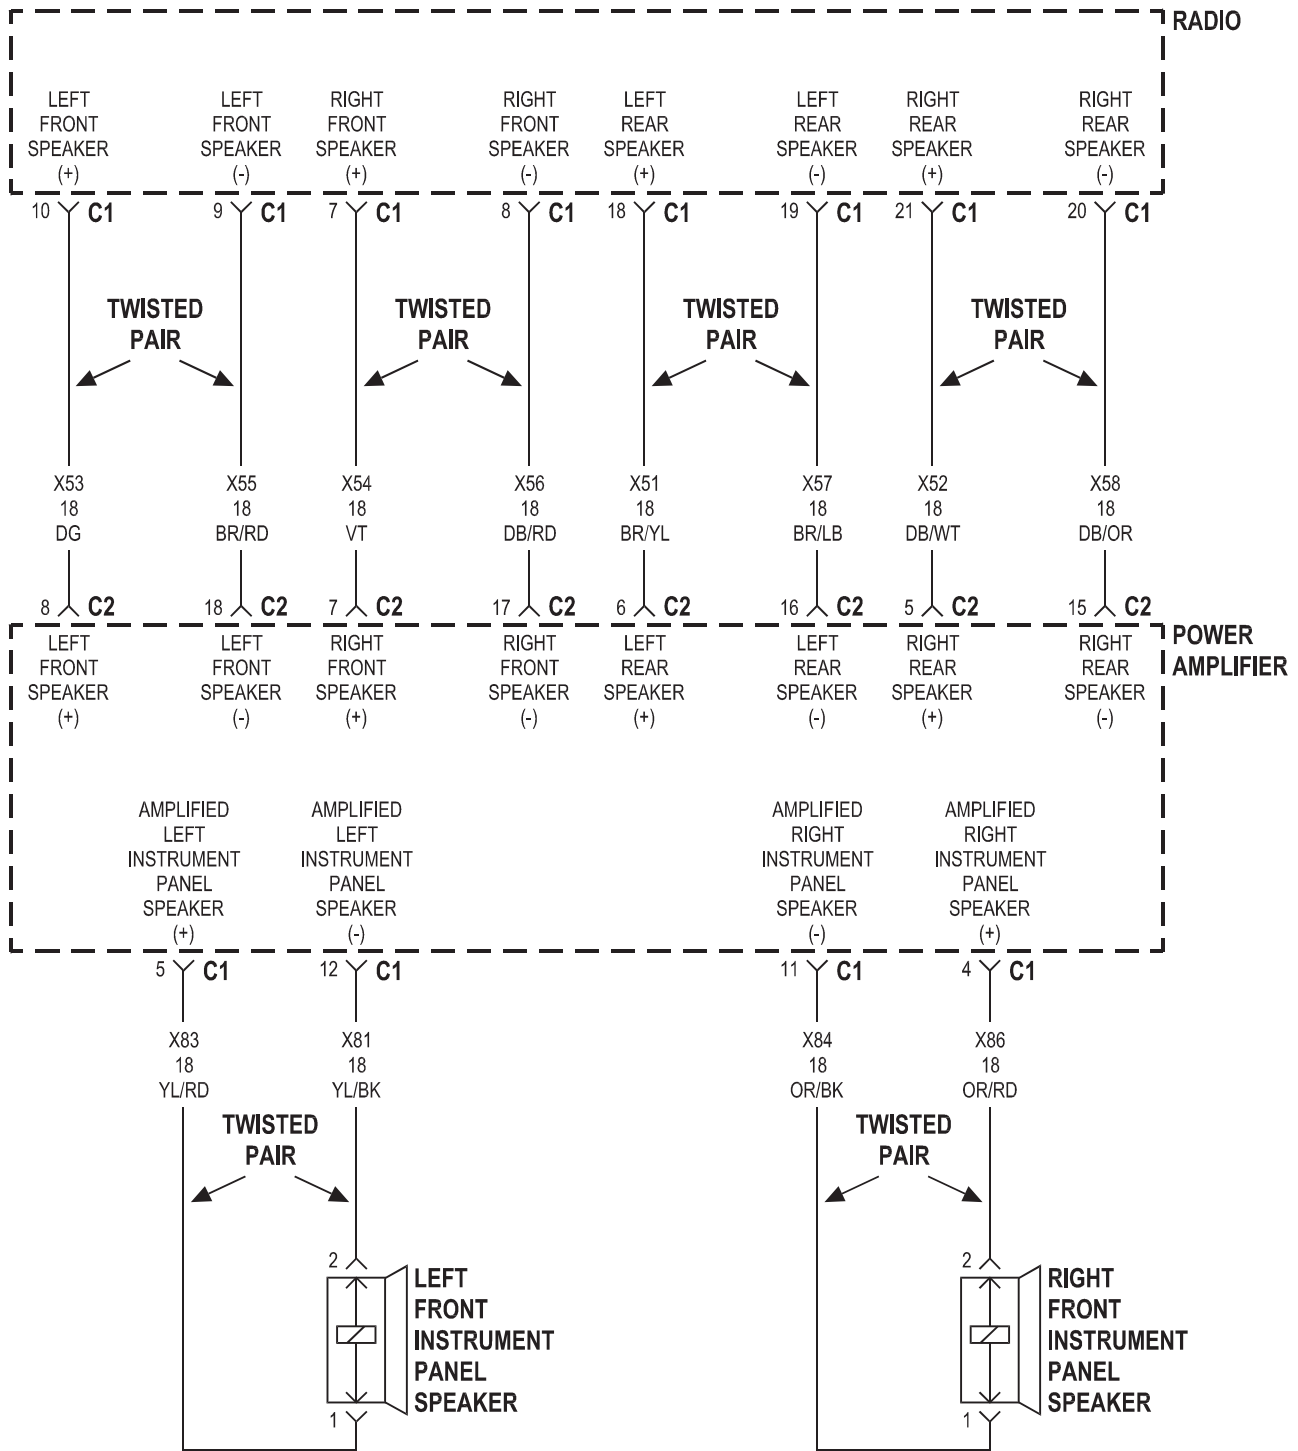 RADIO
LEFT LEFT RIGHT RIGHT LEFT LEFT RIGHT RIGHT
FRONT FRONT FRONT FRONT REAR REAR REAR REAR
SPEAKER SPEAKER SPEAKER SPEAKER SPEAKER SPEAKER SPEAKER SPEAKER
(+) (-) (+) (-) (+) (-) (+) (-)
10 C1 9 C1 7 C1 8 C1 18 C1 19 C1 21 C1 20 C1
TWISTED TWISTED TWISTED TWISTED
PAIR PAIR PAIR PAIR
X53 X55 X54 X56 X51 X57 X52 X58
18 18 18 18 18 18 18 18
DG BR/RD VT DB/RD BR/YL BR/LB DB/WT DB/OR
8 C2 18 C2 7 C2 17 C2 6 C2 16 C2 5 C2 15 C2
POWER
AMPLIFIER
LEFT LEFT RIGHT RIGHT LEFT LEFT RIGHT RIGHT
FRONT FRONT FRONT FRONT REAR REAR REAR REAR
SPEAKER SPEAKER SPEAKER SPEAKER SPEAKER SPEAKER SPEAKER SPEAKER
(+) (-) (+) (-) (+) (-) (+) (-)
AMPLIFIED AMPLIFIED AMPLIFIED AMPLIFIED
LEFT LEFT RIGHT RIGHT
INSTRUMENT INSTRUMENT INSTRUMENT INSTRUMENT
PANEL PANEL PANEL PANEL
SPEAKER SPEAKER SPEAKER SPEAKER
(+) (-) (-) (+)
5 C1 12 C1 11 C1 4 C1
X83 X81 X84 X86
18 18 18 18
YL/RD YL/BK OR/BK OR/RD
TWISTED TWISTED
PAIR PAIR
2 2
LEFT RIGHT
FRONT FRONT
INSTRUMENT INSTRUMENT
PANEL PANEL
SPEAKER SPEAKER
1 1